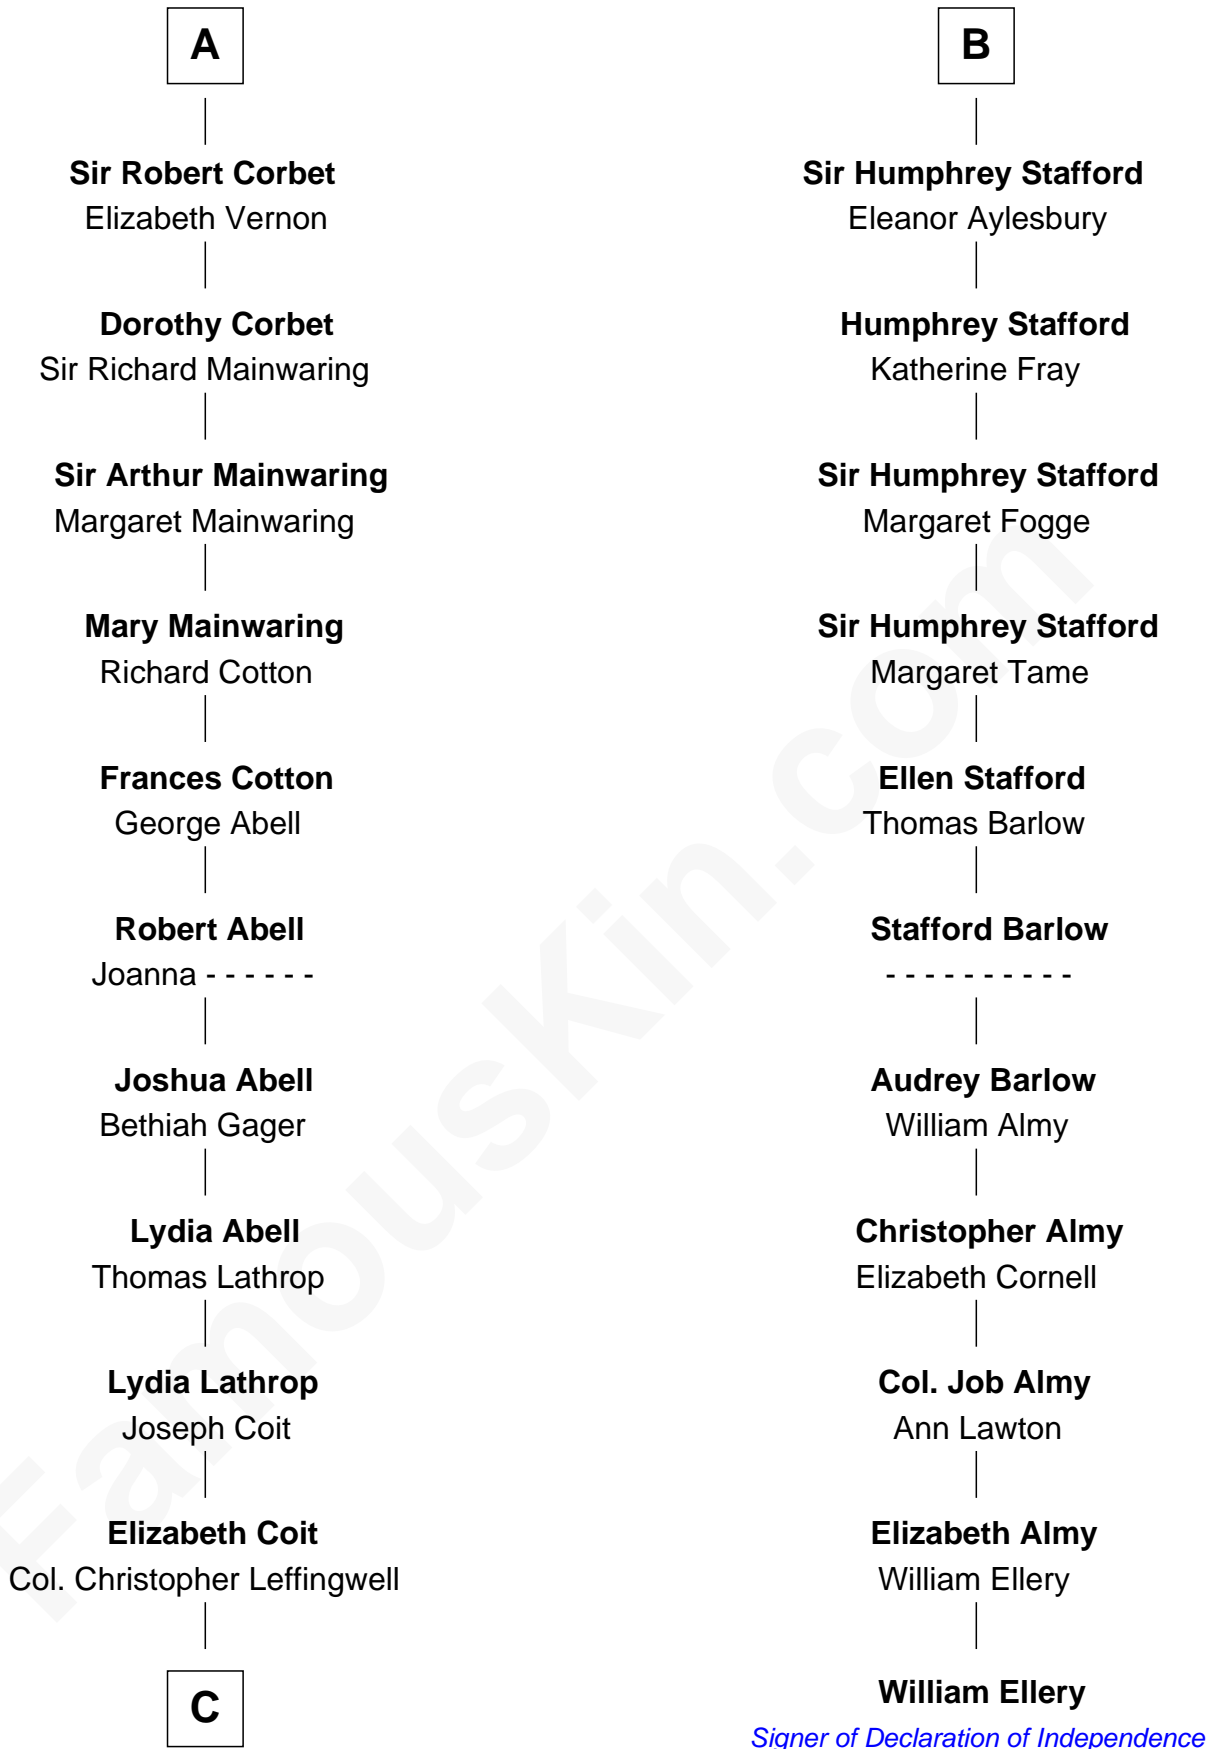 A
Sir Robert Corbet
Elizabeth Vernon
Dorothy Corbet
Sir Richard Mainwaring
Sir Arthur Mainwaring
Margaret Mainwaring
Mary Mainwaring
Richard Cotton
Frances Cotton
George Abell
Robert Abell
Joanna - - - - - -
Joshua Abell
Bethiah Gager
Lydia Abell
Thomas Lathrop
Lydia Lathrop
Joseph Coit
Elizabeth Coit
Col. Christopher Leffingwell
C
B
Sir Humphrey Stafford
Eleanor Aylesbury
Humphrey Stafford
Katherine Fray
Sir Humphrey Stafford
Margaret Fogge
Sir Humphrey Stafford
Margaret Tame
Ellen Stafford
Thomas Barlow
Stafford Barlow
- - - - - - - - - -
Audrey Barlow
William Almy
Christopher Almy
Elizabeth Cornell
Col. Job Almy
Ann Lawton
Elizabeth Almy
William Ellery
William Ellery
Signer of Declaration of Independence
FamousKin.com